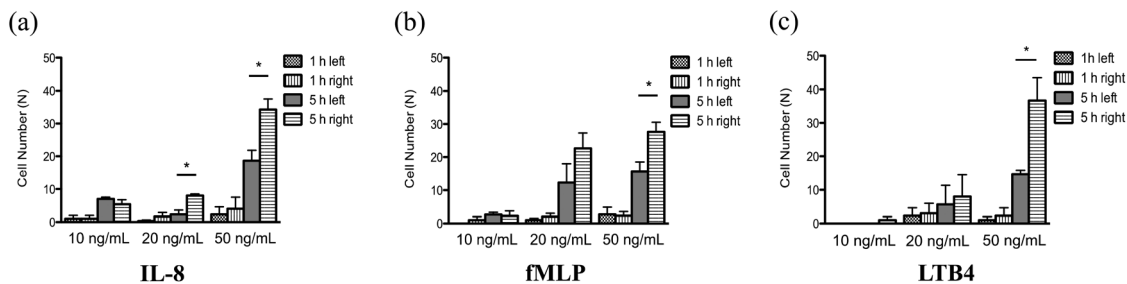 (a)
50
40
30
20
10
0
Cell Number (N)
*
*
1 h left
1 h right
5 h left
5 h right
10 ng/mL 20 ng/mL 50 ng/mL
IL-8
(b)
50
40
30
20
10
0
Cell Number (N)
*
1 h left
1 h right
5 h left
5 h right
10 ng/mL 20 ng/mL 50 ng/mL
fMLP
(c)
50
40
30
20
10
0
Cell Number (N)
*
1 h left
1 h right
5 h left
5 h right
10 ng/mL 20 ng/mL 50 ng/mL
LTB4